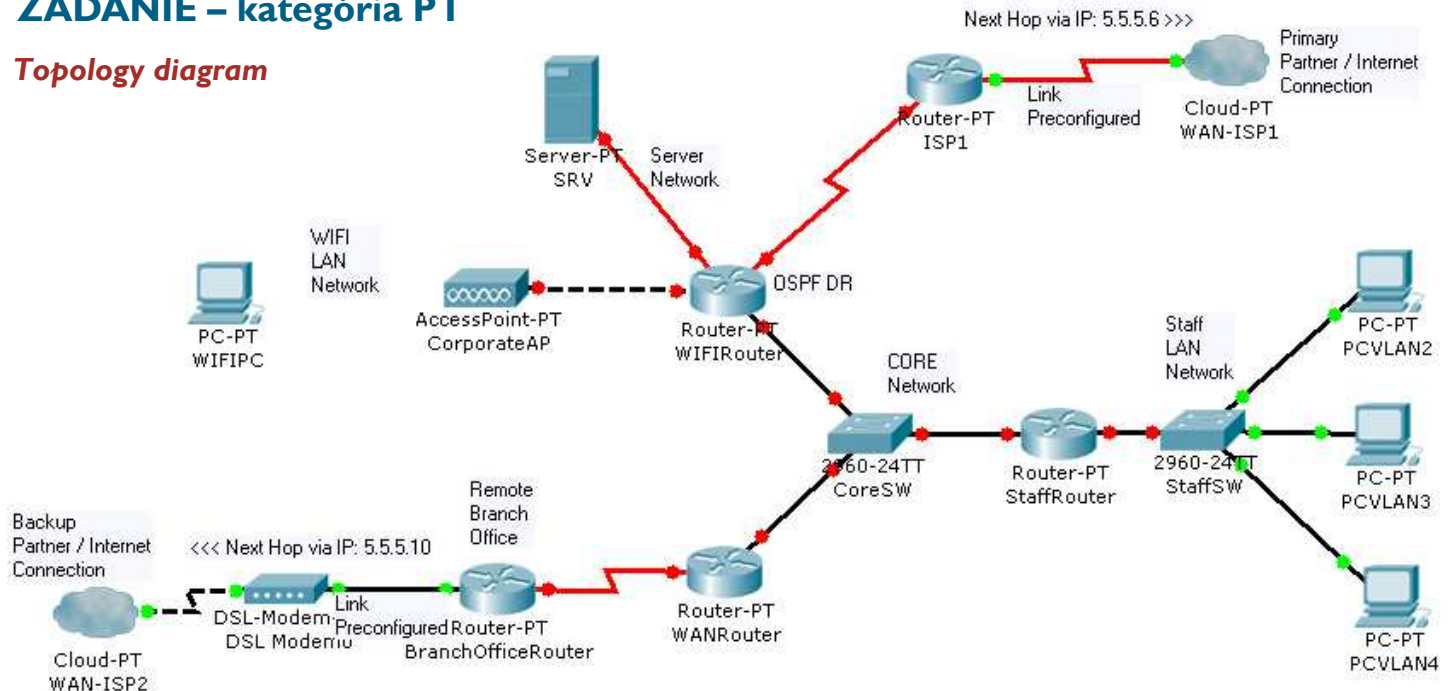 ZADANIE – kategória PT
Topology diagram
Next Hop via IP: 5.5.5.6 >>>
Primary
Partner / Internet
Connection
Link
Preconfigured
Router-PT
ISP1
Cloud-PT
WAN-ISP1
Server-PT
SRV
Server
Network
WIFI
LAN
Network
OSPF DR
PC-PT
WIFIPC
AccessPoint-PT
CorporateAP
Router-PT
WIFIRouter
CORE
Network
Staff
LAN
Network
PC-PT
PCVLAN2
2960-24TT
CoreSW
Router-PT
StaffRouter
2960-24TT
StaffSW
PC-PT
PCVLAN3
Remote
Branch
Office
Backup
Partner / Internet
Connection
<<< Next Hop via IP: 5.5.5.10
DSL-Modem-
DSL Modem0
Link
Preconfigured
Router-PT
BranchOfficeRouter
Router-PT
WANRouter
Cloud-PT
WAN-ISP2
PC-PT
PCVLAN4